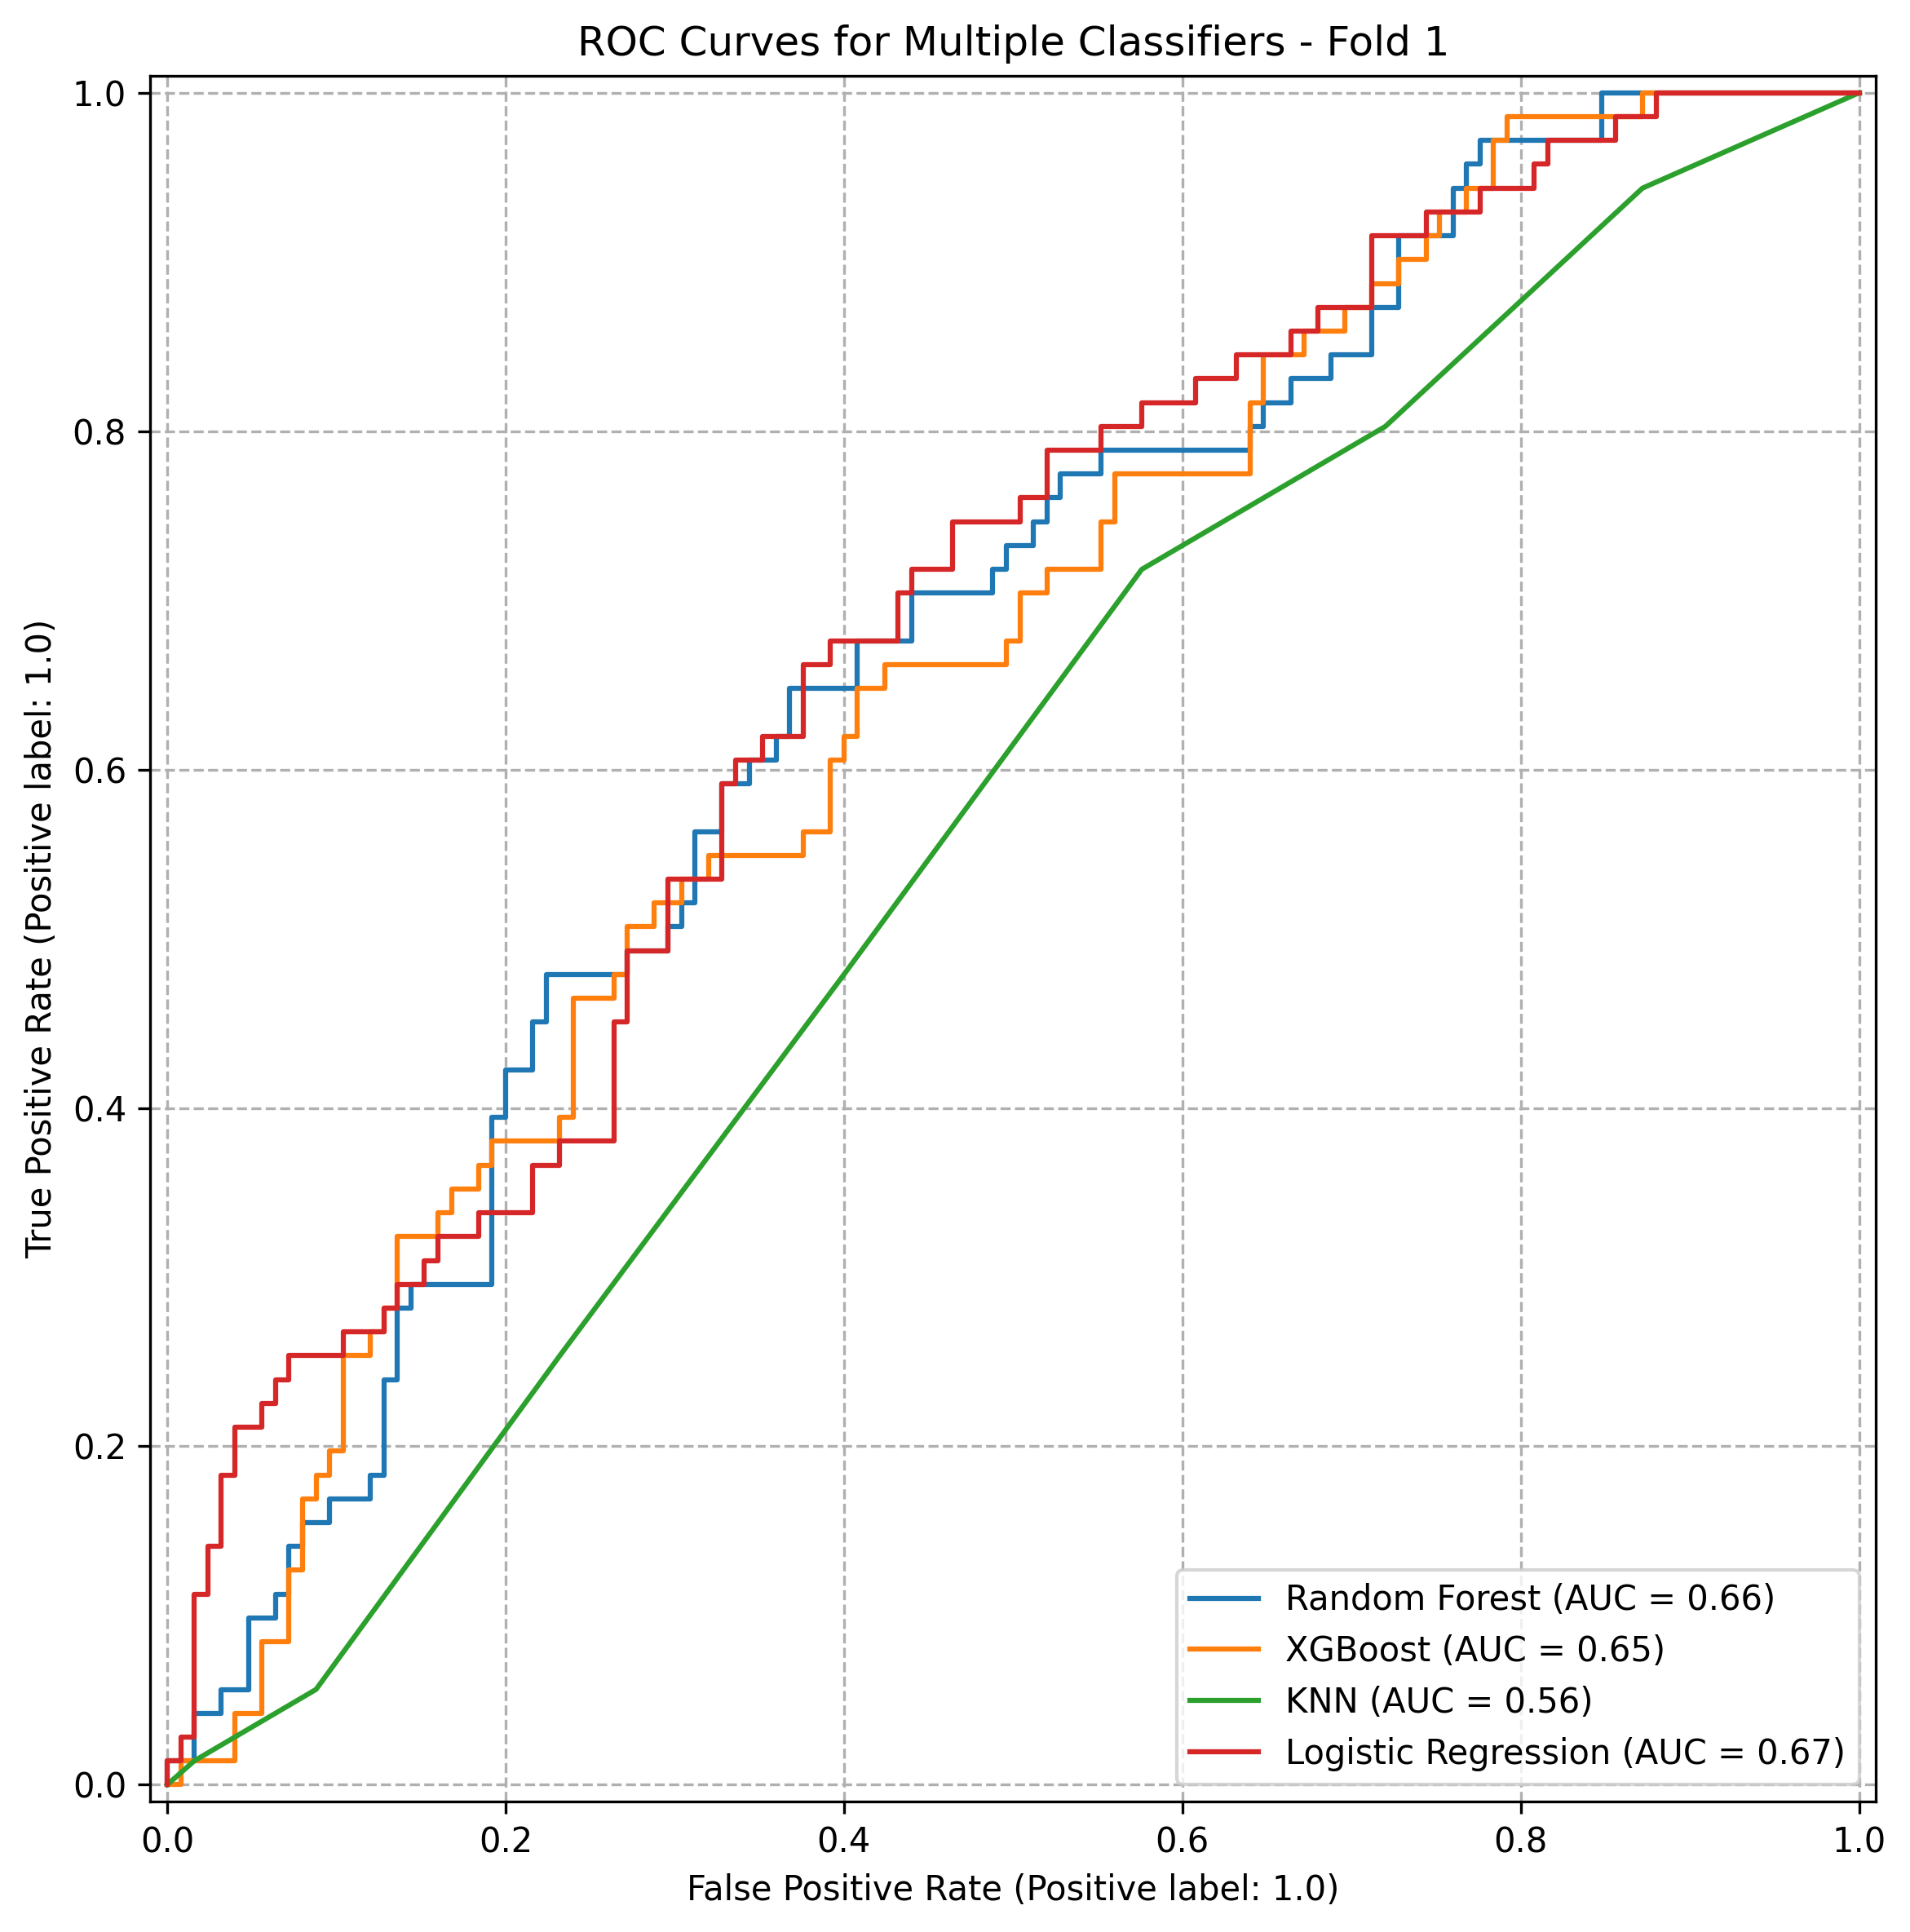 ROC Curves for Multiple Classifiers - Fold 1
True Positive Rate (Positive label: 1.0)
1.0
0.8
0.6
0.4
0.2
0.0
Random Forest (AUC = 0.66)
XGBoost (AUC = 0.65)
KNN (AUC = 0.56)
Logistic Regression (AUC = 0.67)
0.0 0.2 0.4 0.6 0.8 1.0
False Positive Rate (Positive label: 1.0)